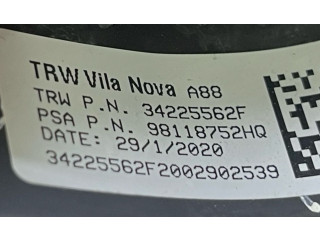 TRW Vila Nova A88
TRW P.N. 34225562F
PSA P.N. 98118752HQ
DATE: 29/1/2020
34225562F2002902539